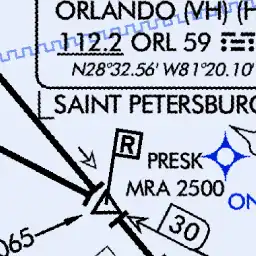 ORLANDO (VH) (H
112.2 ORL 59
N28°32.56' W81°20.10'
SAINT PETERSBURG
R
PRESK
MRA 2500
ON
30
065